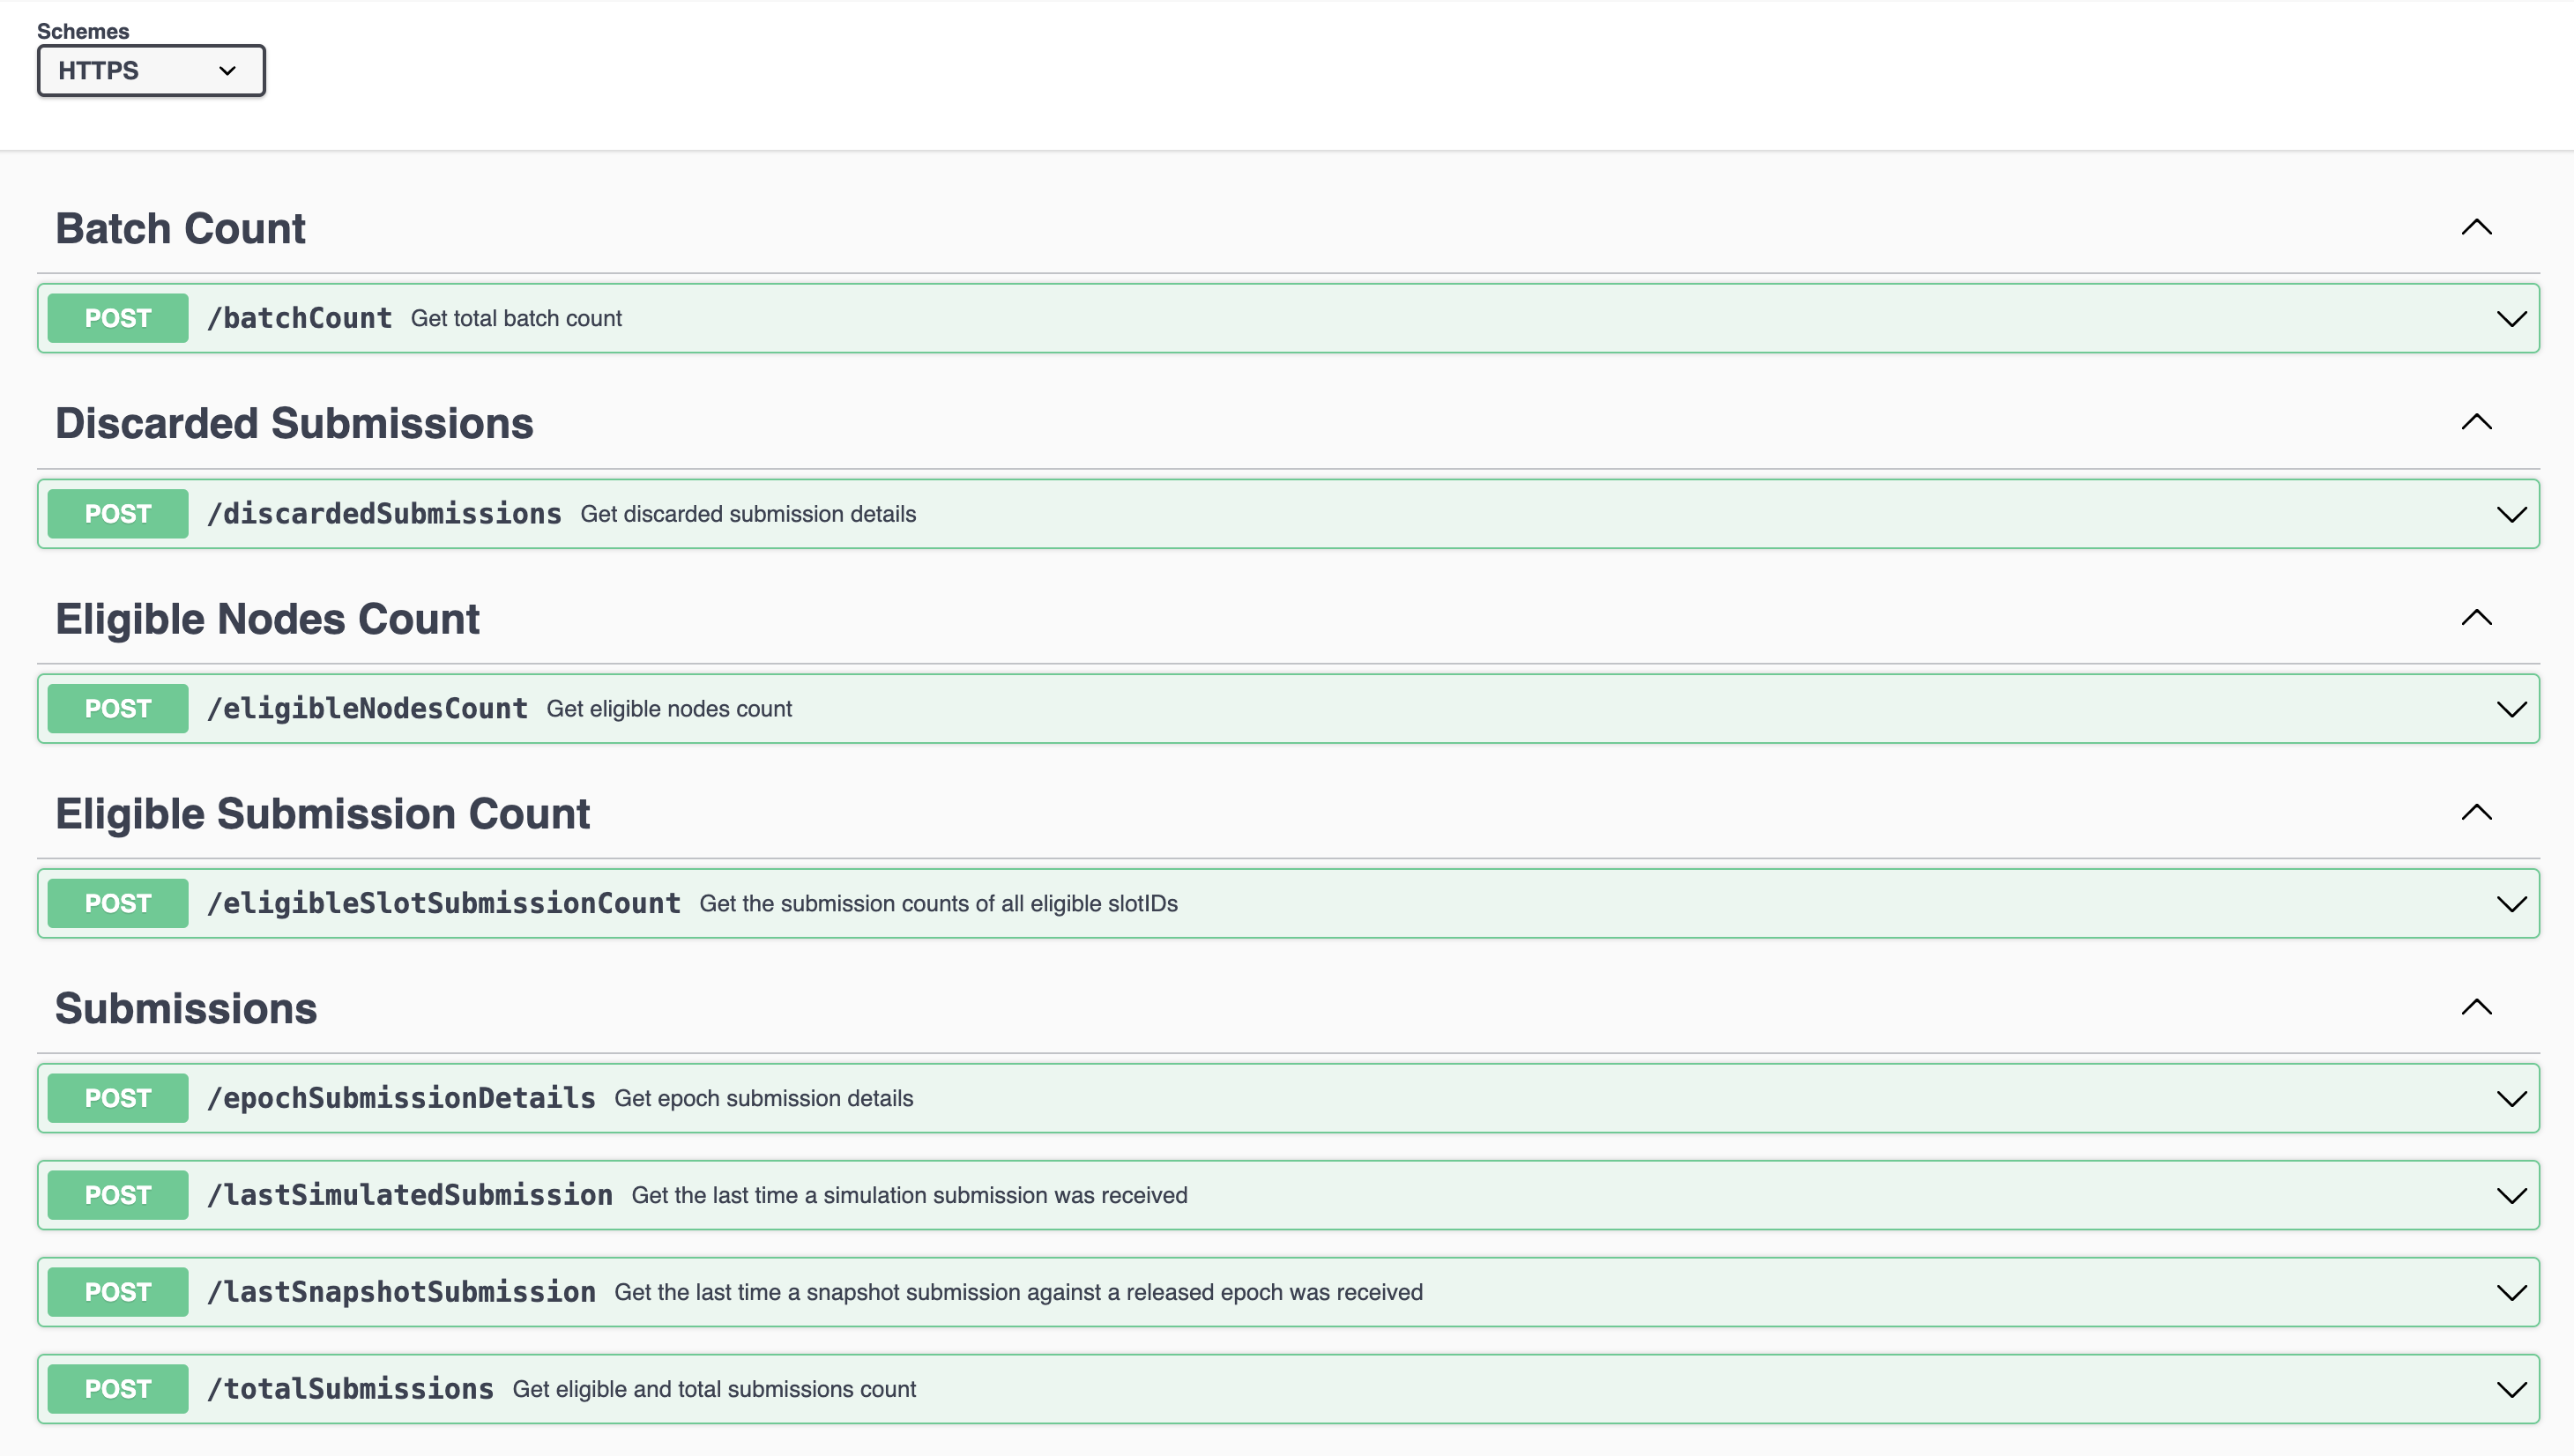 Schemes
HTTPS
Batch Count
POST /batchCount Get total batch count
Discarded Submissions
POST /discardedSubmissions Get discarded submission details
Eligible Nodes Count
POST /eligibleNodesCount Get eligible nodes count
Eligible Submission Count
POST /eligibleSlotSubmissionCount Get the submission counts of all eligible slotIDs
Submissions
POST /epochSubmissionDetails Get epoch submission details
POST /lastSimulatedSubmission Get the last time a simulation submission was received
POST /lastSnapshotSubmission Get the last time a snapshot submission against a released epoch was received
POST /totalSubmissions Get eligible and total submissions count